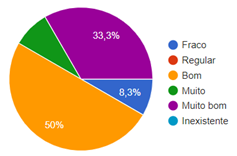 33,3%
8,3%
50%
Fraco
Regular
Bom
Muito
Muito bom
Inexistente